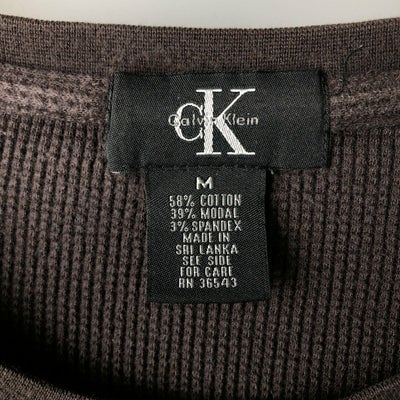 CK
Calvin Klein
M
58% COTTON
39% MODAL
3% SPANDEX
MADE IN
SRI LANKA
SEE SIDE
FOR CARE
RN 36543